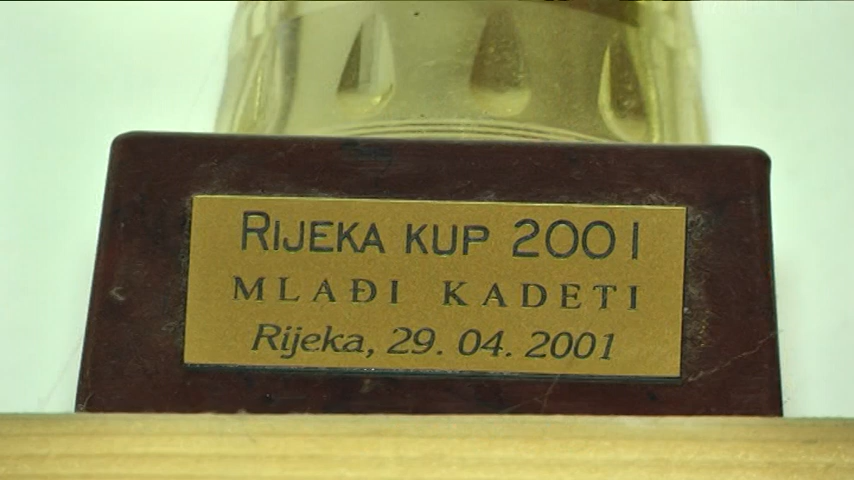 RIJEKA KUP 2001
MLAĐI KADETI
Rijeka, 29. 04. 2001